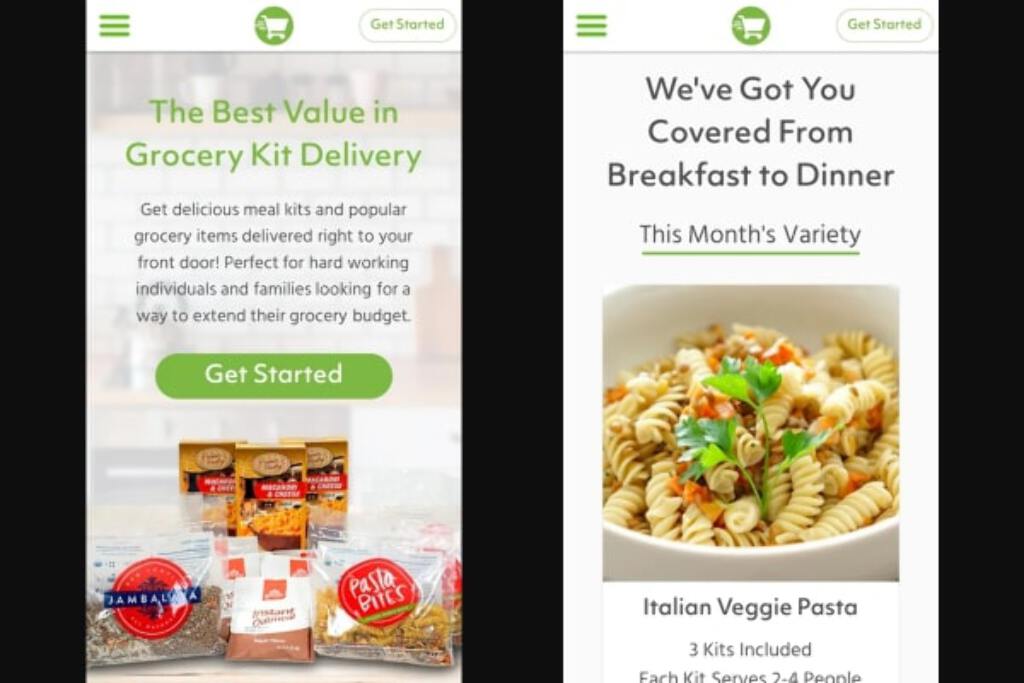 Get Started
The Best Value in
Grocery Kit Delivery
Get delicious meal kits and popular
grocery items delivered right to your
front door! Perfect for hard working
individuals and families looking for a
way to extend their grocery budget.
Get Started
MACARONI
& CHEESE
MACARONI
& CHEESE
MACARONI
& CHEESE
JAMBALAYA
Instant
Oatmeal
PASTA
BITES
Get Started
We've Got You
Covered From
Breakfast to Dinner
This Month's Variety
Italian Veggie Pasta
3 Kits Included
Each Kit Serves 2-4 People